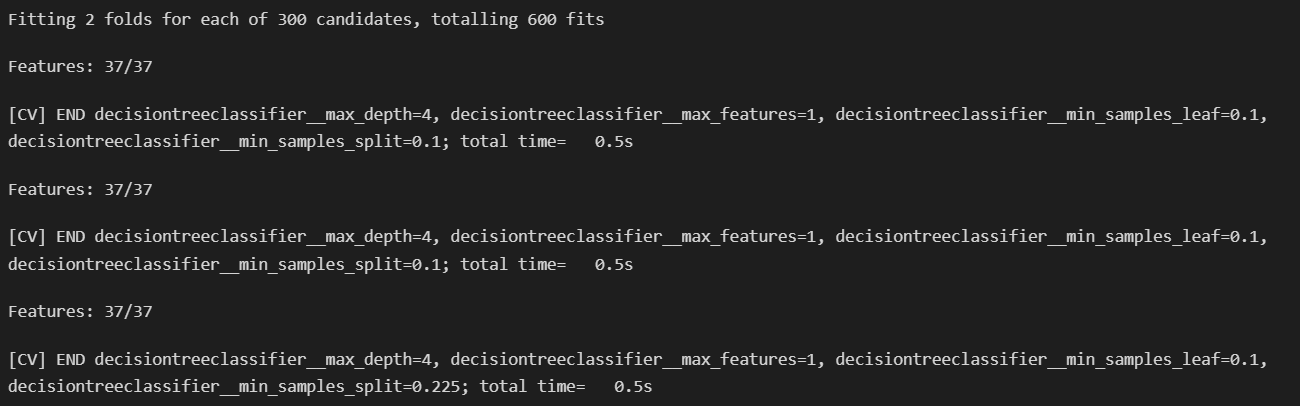 Fitting 2 folds for each of 300 candidates, totalling 600 fits
Features: 37/37
[CV] END decisiontreeclassifier__max_depth=4, decisiontreeclassifier__max_features=1, decisiontreeclassifier__min_samples_leaf=0.1,
decisiontreeclassifier__min_samples_split=0.1; total time=   0.5s
Features: 37/37
[CV] END decisiontreeclassifier__max_depth=4, decisiontreeclassifier__max_features=1, decisiontreeclassifier__min_samples_leaf=0.1,
decisiontreeclassifier__min_samples_split=0.1; total time=   0.5s
Features: 37/37
[CV] END decisiontreeclassifier__max_depth=4, decisiontreeclassifier__max_features=1, decisiontreeclassifier__min_samples_leaf=0.1,
decisiontreeclassifier__min_samples_split=0.225; total time=   0.5s